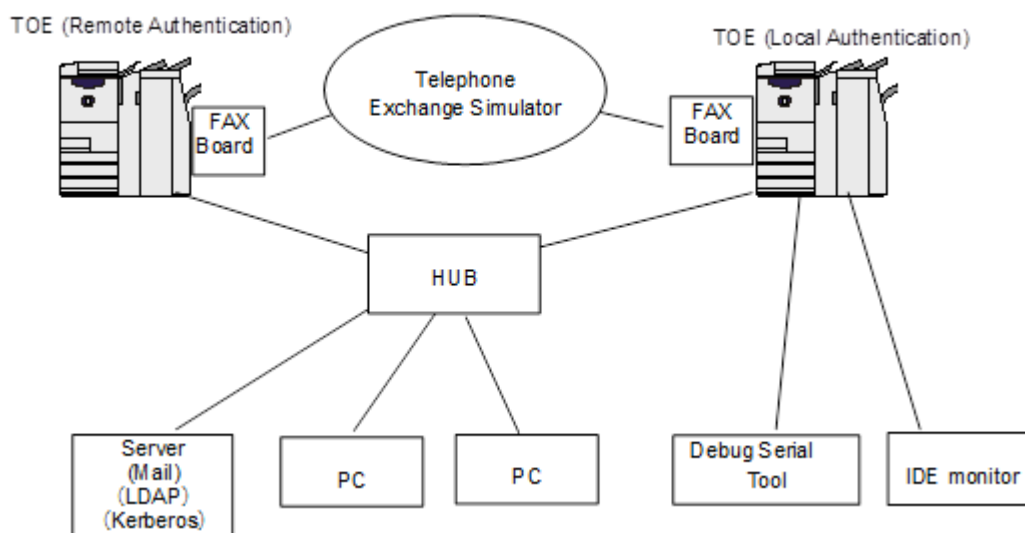 TOE (Remote Authentication)
TOE (Local Authentication)
Telephone
Exchange Simulator
FAX
Board
FAX
Board
HUB
Server
(Mail)
(LDAP)
(Kerberos)
PC
PC
Debug Serial
Tool
IDE monitor